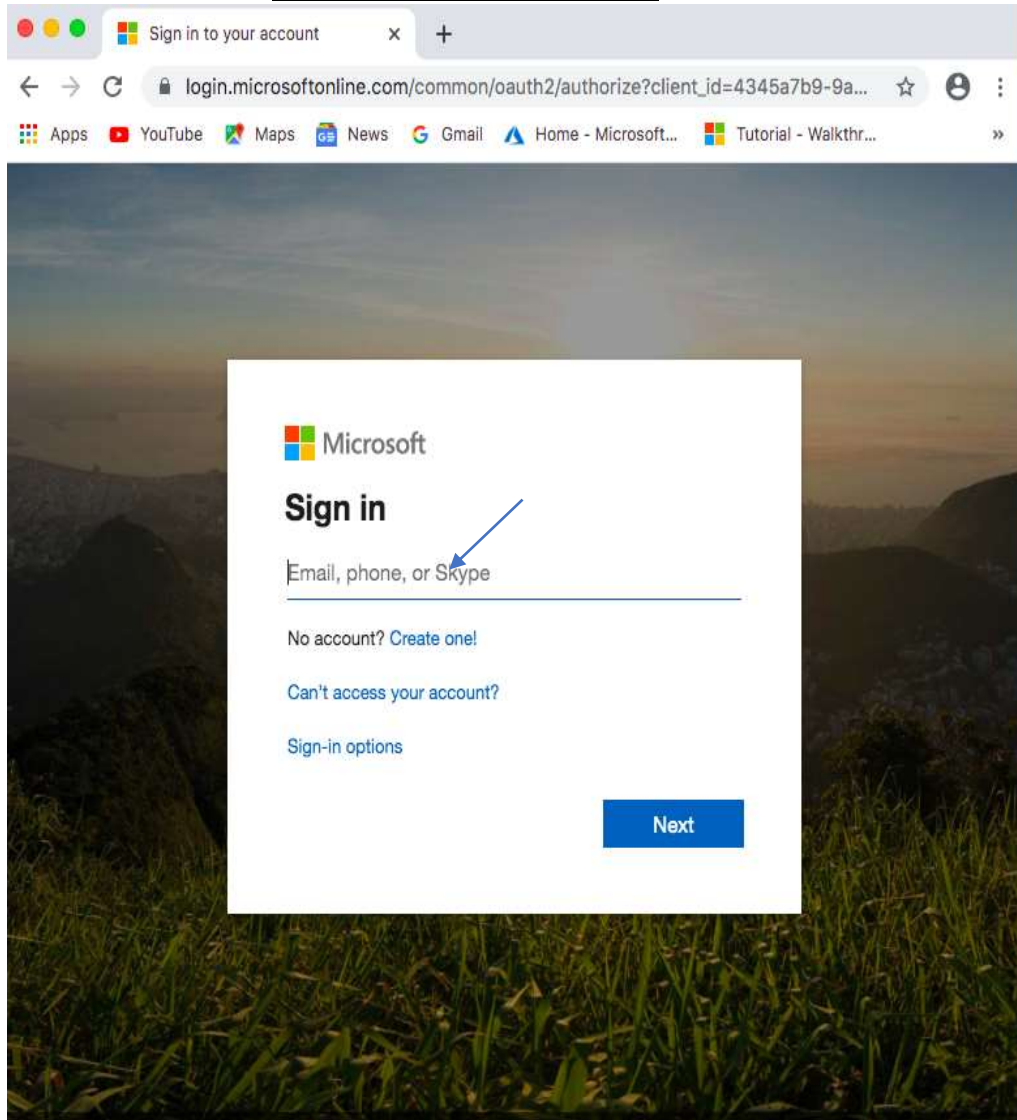 Sign in to your account
login.microsoftonline.com/common/oauth2/authorize?client_id=4345a7b9-9a...
Apps YouTube Maps News Gmail Home - Microsoft... Tutorial - Walkthr... »
Microsoft
Sign in
Email, phone, or Skype
No account? Create one!
Can't access your account?
Sign-in options
Next